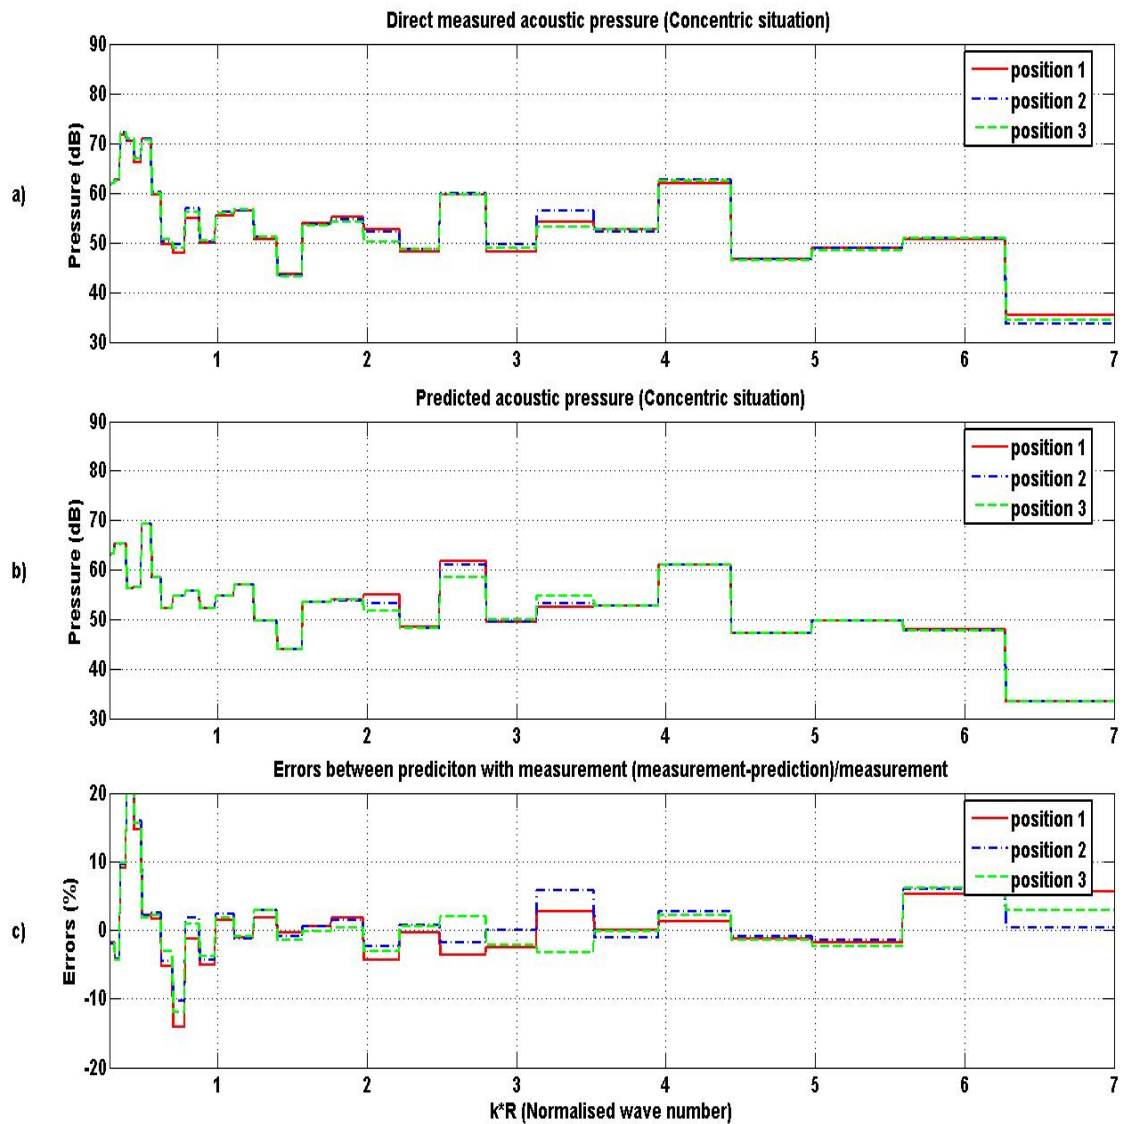 Direct measured acoustic pressure (Concentric situation)
a)
Pressure (dB)
90
80
70
60
50
40
30
1 2 3 4 5 6 7
position 1
position 2
position 3
Predicted acoustic pressure (Concentric situation)
b)
Pressure (dB)
90
80
70
60
50
40
30
1 2 3 4 5 6 7
position 1
position 2
position 3
Errors between prediciton with measurement (measurement-prediction)/measurement
c)
Errors (%)
20
10
0
-10
-20
1 2 3 4 5 6 7
position 1
position 2
position 3
k*R (Normalised wave number)